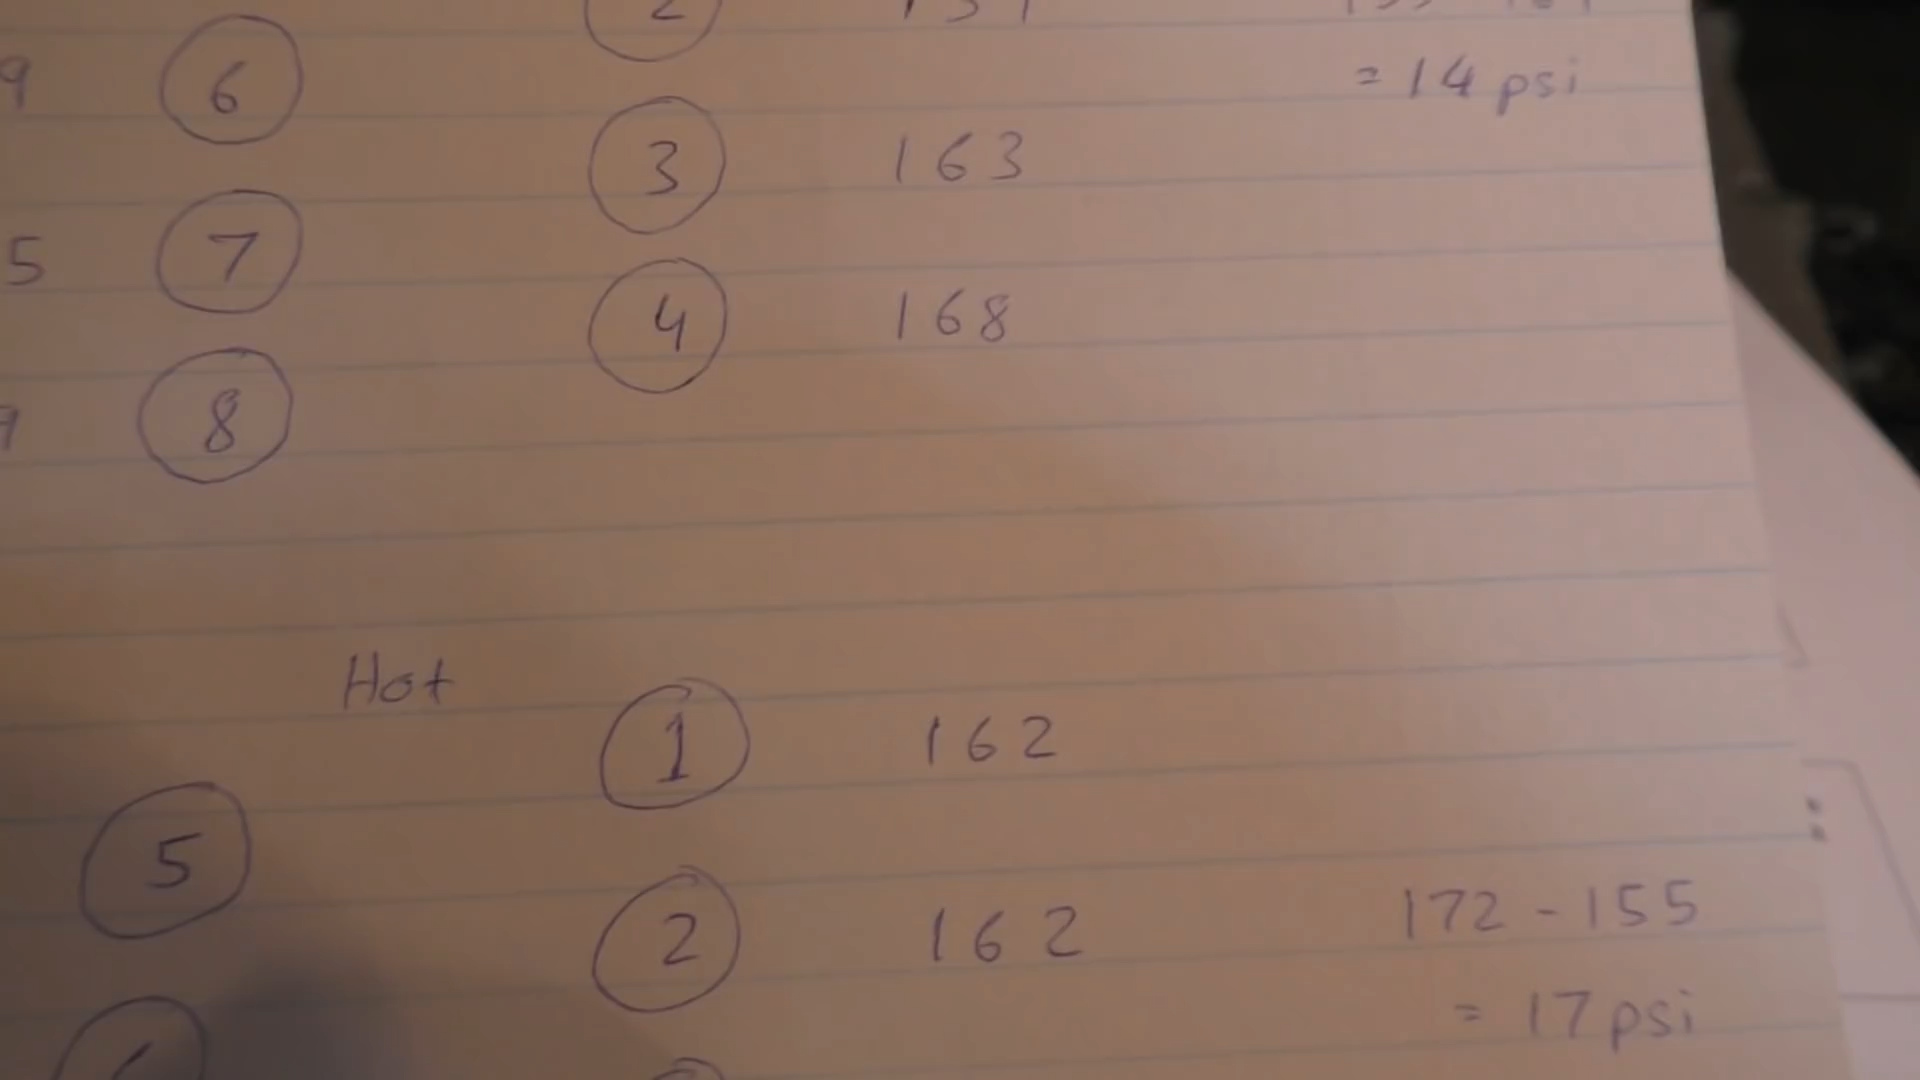 6
= 14 psi
3 163
5 7
4 168
8
Hot
1 162
5
2 162 172 - 155
= 17 psi